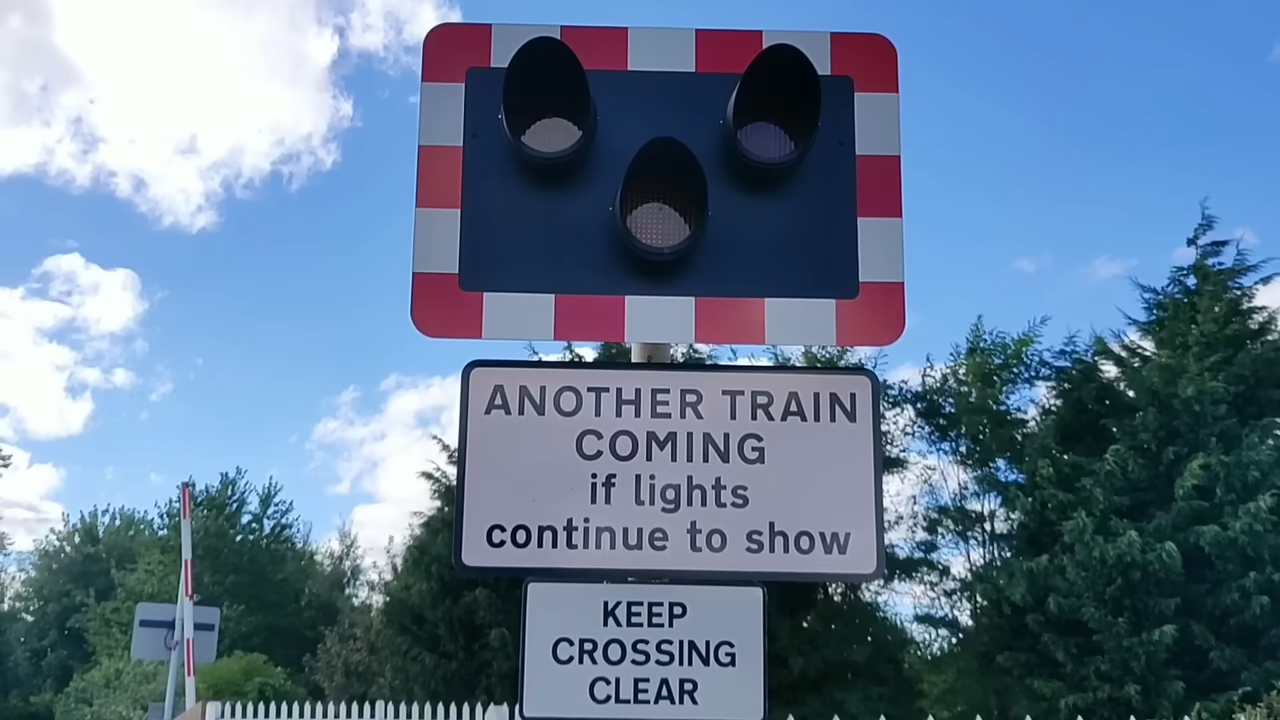 ANOTHER TRAIN
COMING
if lights
continue to show
KEEP
CROSSING
CLEAR